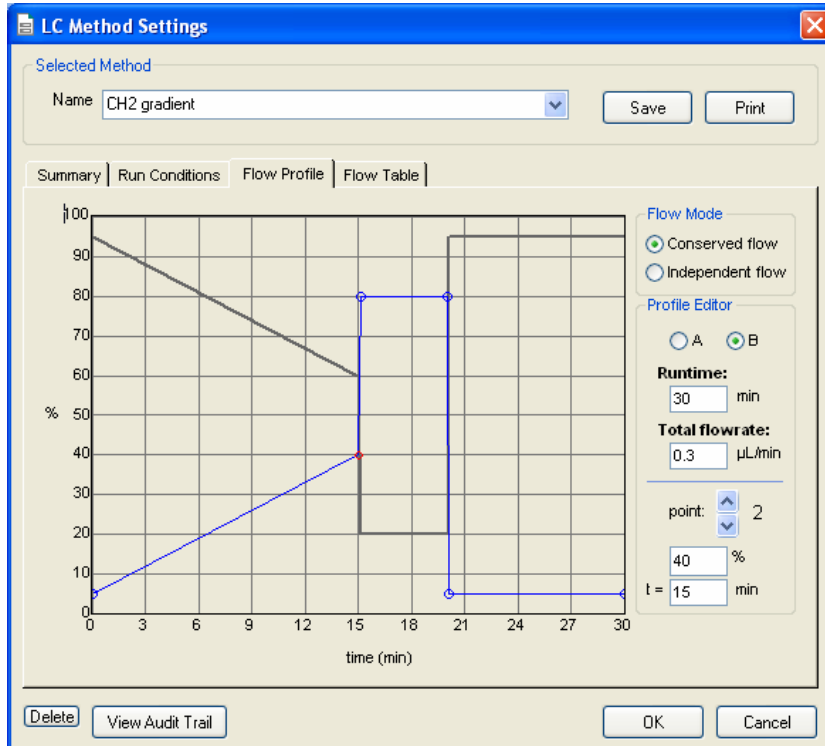 LC Method Settings
Selected Method
Name CH2 gradient Save Print
Summary Run Conditions Flow Profile Flow Table
100
90
80
70
60
50
40
30
20
10
0
%
0 3 6 9 12 15 18 21 24 27 30
time (min)
Flow Mode
Conserved flow
Independent flow
Profile Editor
A B
Runtime:
30 min
Total flowrate:
0.3 µL/min
point: 2
40 %
t = 15 min
Delete View Audit Trail OK Cancel